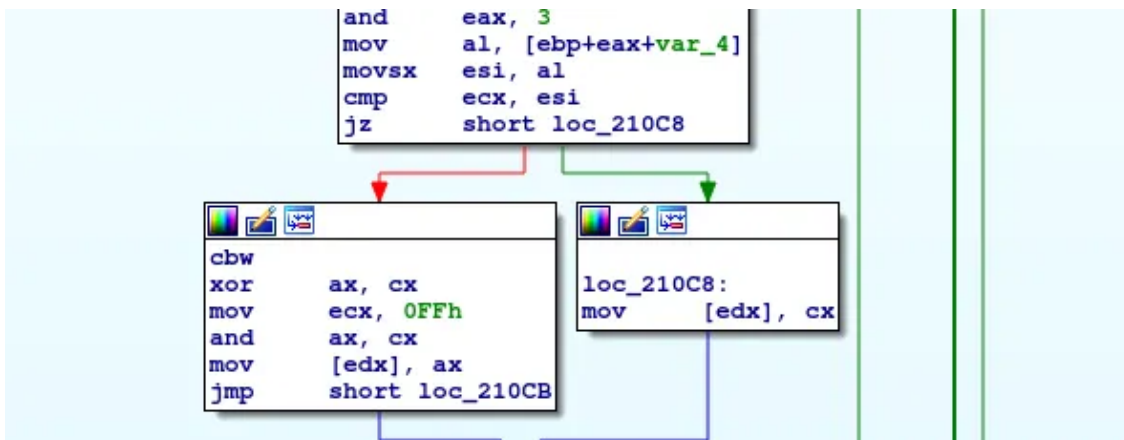 and eax, 3
mov al, [ebp+eax+var_4]
movsx esi, al
cmp ecx, esi
jz short loc_210C8
cbw
xor ax, cx
mov ecx, 0FFh
and ax, cx
mov [edx], ax
jmp short loc_210CB
loc_210C8:
mov [edx], cx